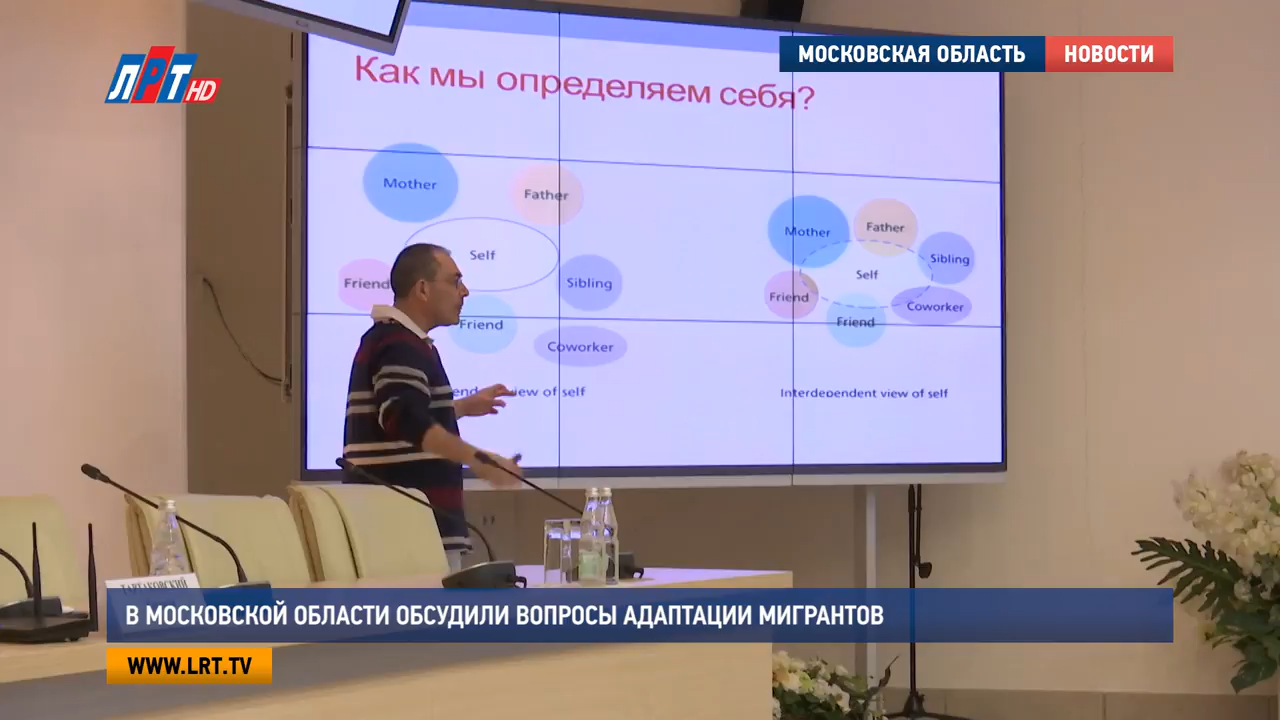 ЛРТ HD
МОСКОВСКАЯ ОБЛАСТЬ НОВОСТИ
Как мы определяем себя?
Mother
Father
Self
Sibling
Friend
Friend
Coworker
view of self
Mother
Father
Sibling
Self
Friend
Coworker
Friend
Interdependent view of self
ТАРТАКОВСКИЙ
В МОСКОВСКОЙ ОБЛАСТИ ОБСУДИЛИ ВОПРОСЫ АДАПТАЦИИ МИГРАНТОВ
WWW.LRT.TV